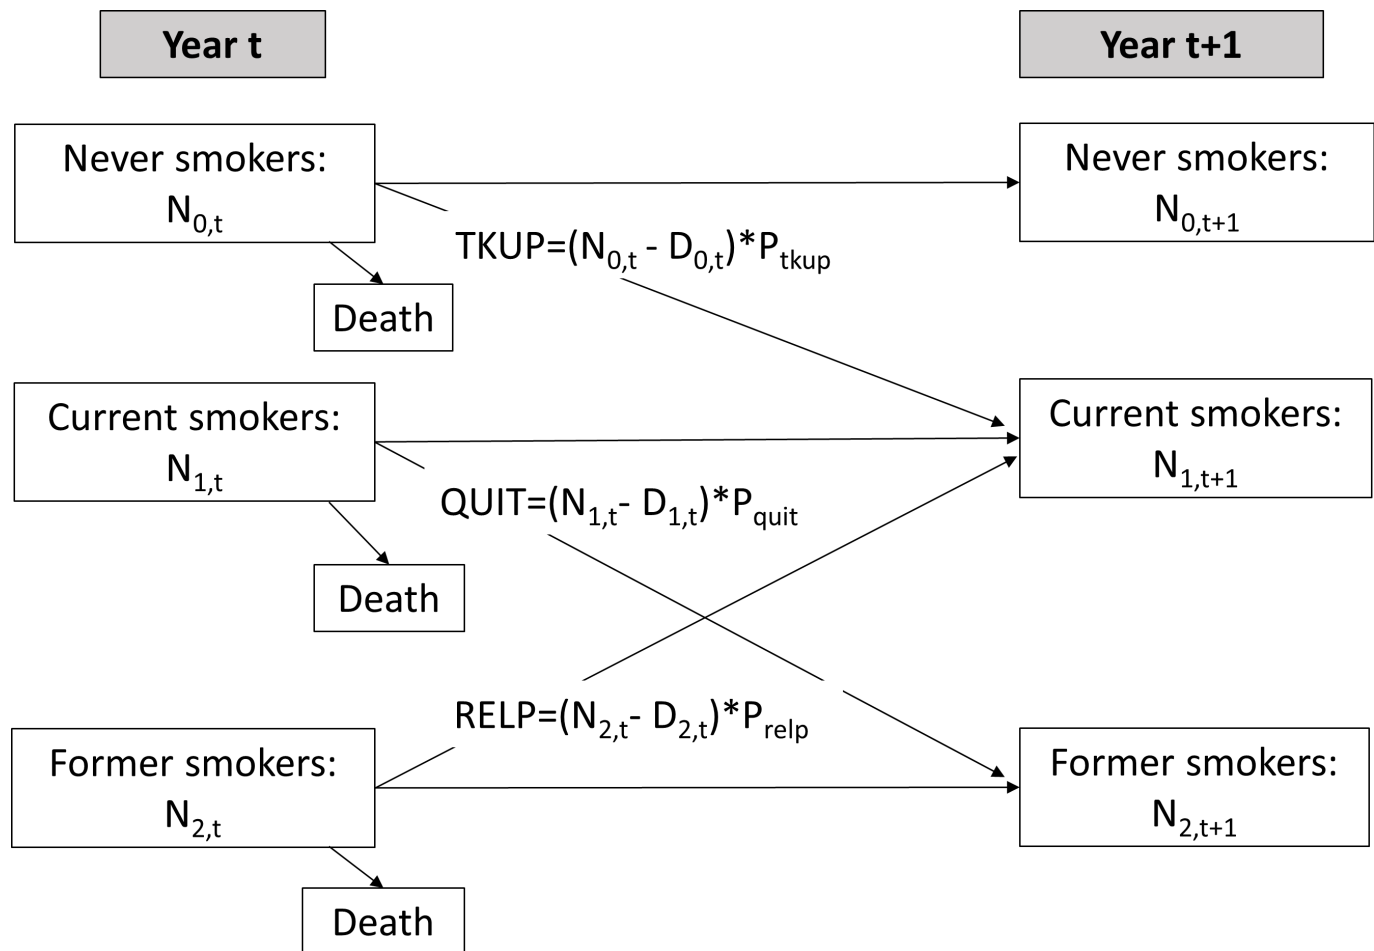 Year t
Year t+1
Never smokers:
N0,t
Never smokers:
N0,t+1
TKUP=(N0,t - D0,t)*Ptkup
Death
Current smokers:
N1,t
Current smokers:
N1,t+1
QUIT=(N1,t- D1,t)*Pquit
Death
RELP=(N2,t- D2,t)*Prelp
Former smokers:
N2,t
Former smokers:
N2,t+1
Death